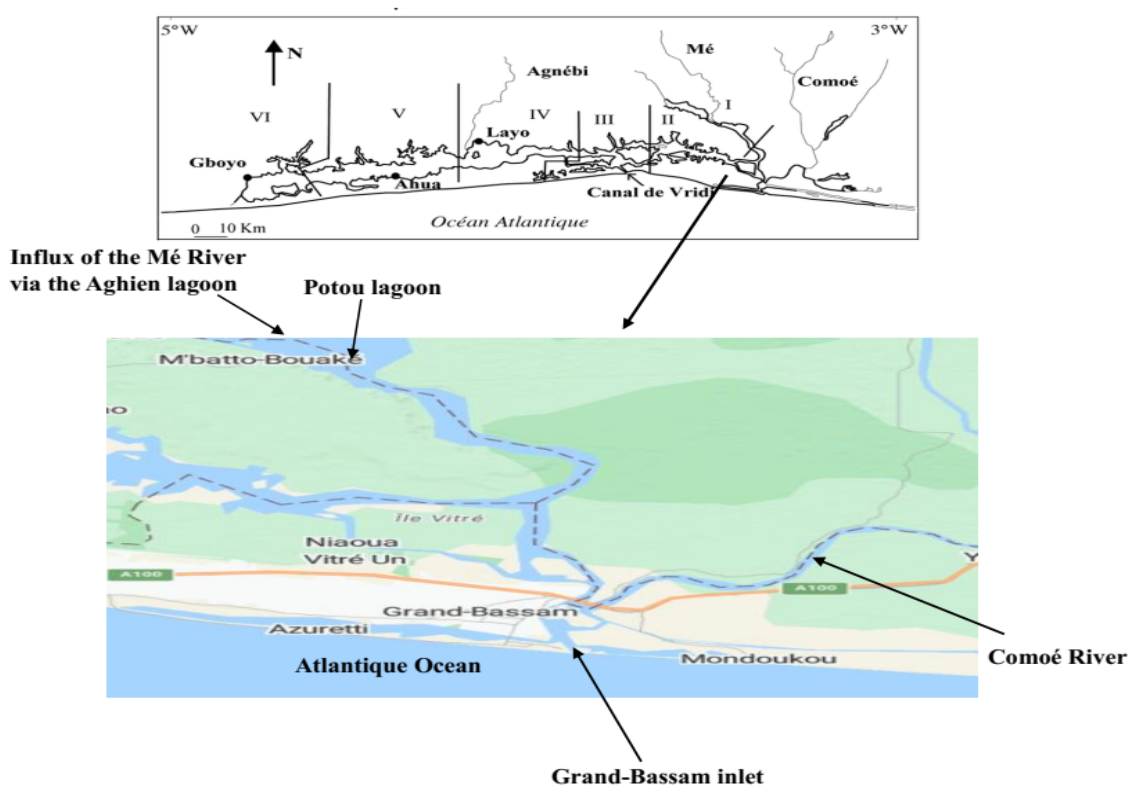 5°W
3°W
N
Mé
Agnébi
Comoé
I
VI
V
IV
III
II
Layo
Gboyo
Ahua
Canal de Vridi
Océan Atlantique
0 10 Km
Influx of the Mé River
via the Aghien lagoon
Potou lagoon
M'batto-Bouaké
no
Île Vitré
Niaoua
Vitré Un
A100
A100
Y
Grand-Bassam
Azuretti
Atlantique Ocean
Mondoukou
Comoé River
Grand-Bassam inlet